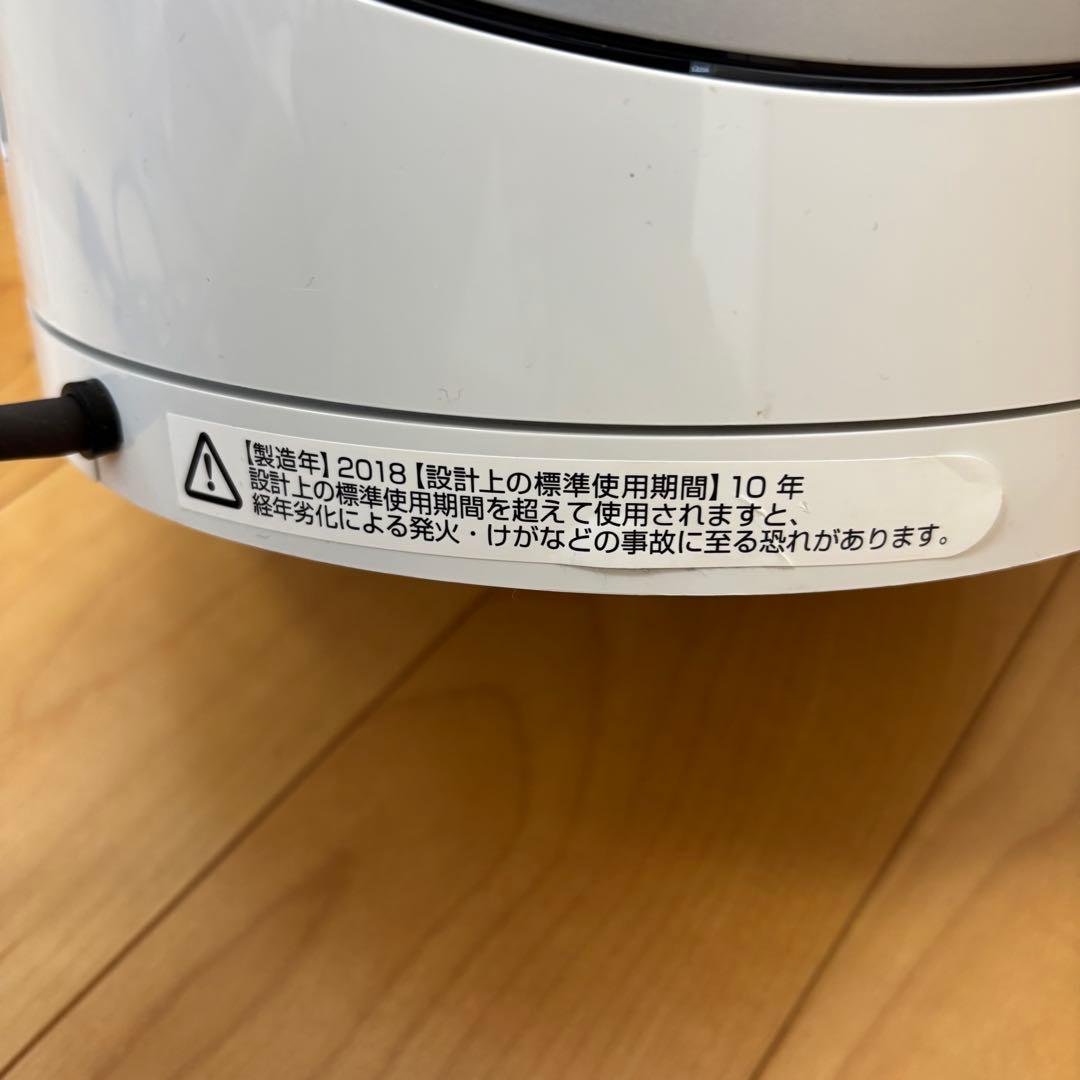 【製造年】2018【設計上の標準使用期間】10 年
設計上の標準使用期間を超えて使用されますと、
経年劣化による発火・けがなどの事故に至る恐れがあります。